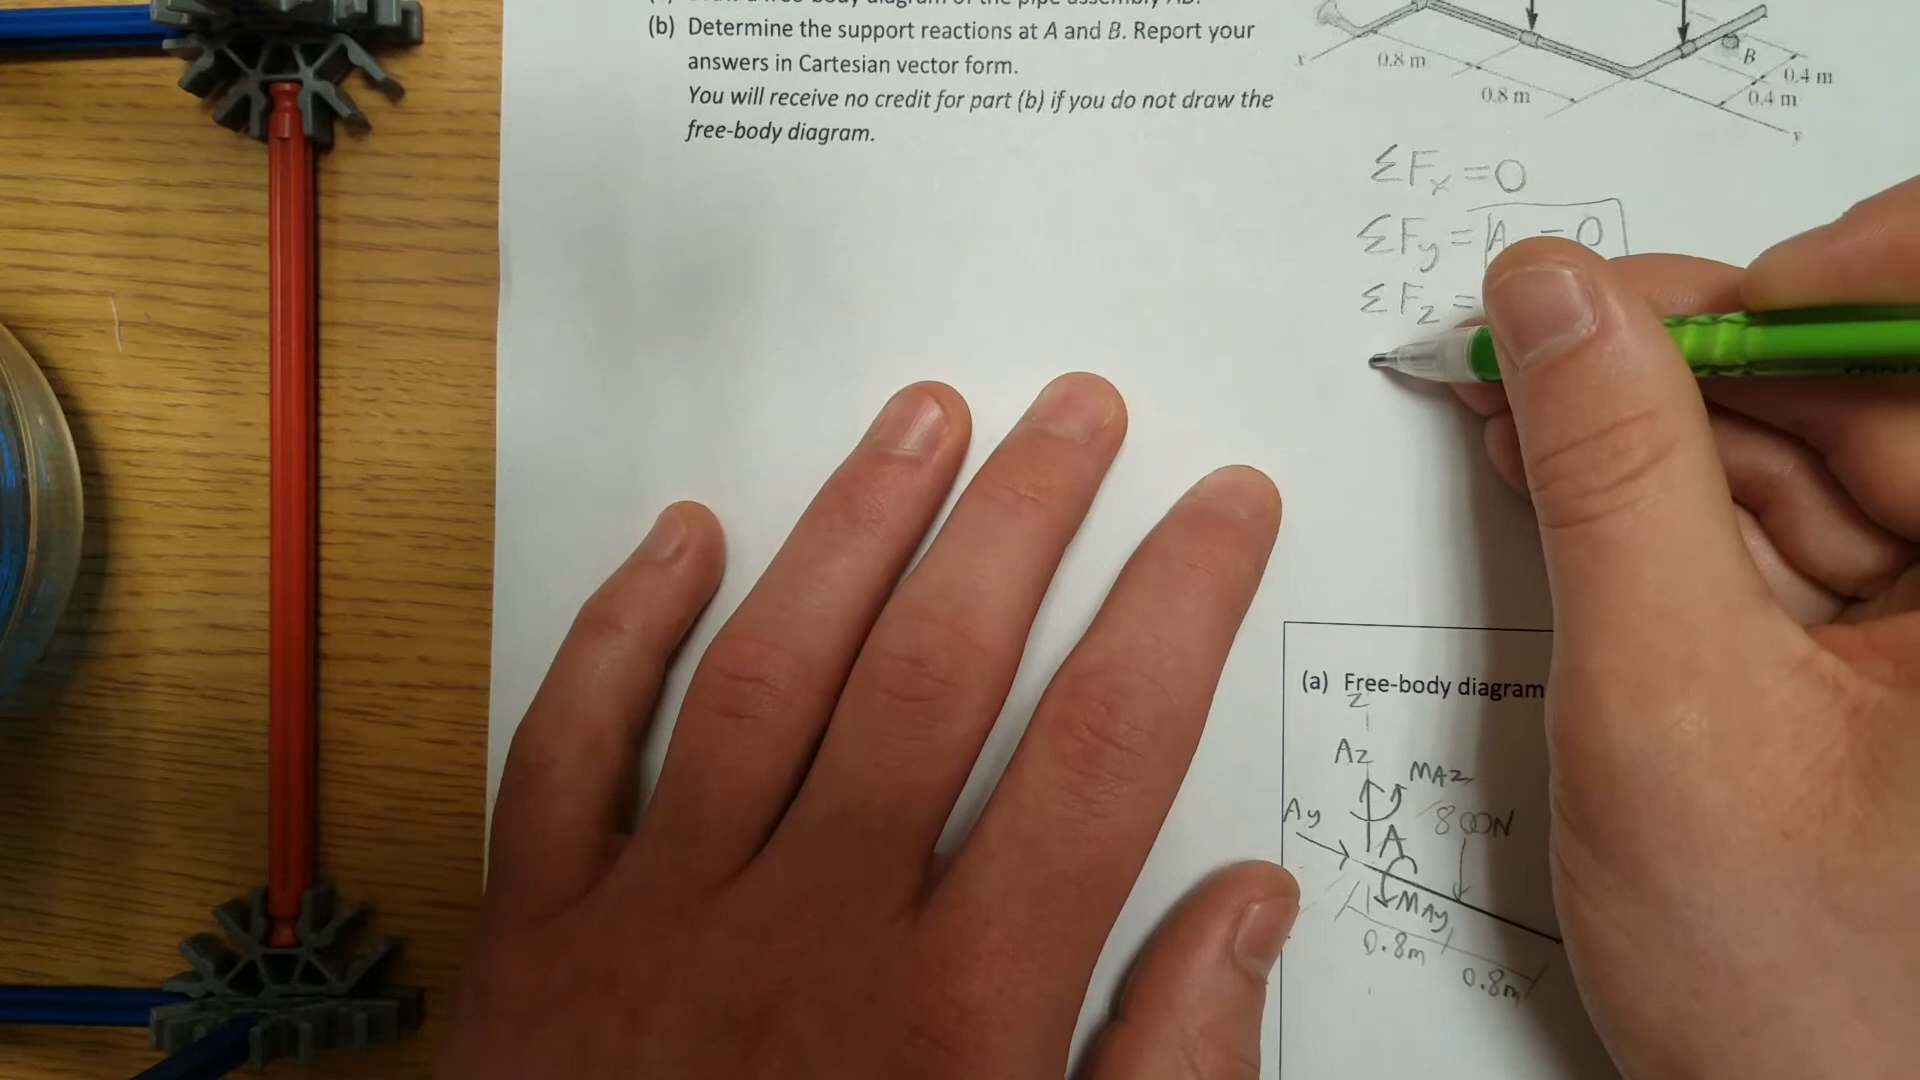 (b) Determine the support reactions at A and B. Report your
answers in Cartesian vector form.
You will receive no credit for part (b) if you do not draw the
free-body diagram.
x
0.8 m
0.8 m
B
0.4 m
0.4 m
y
ΣFx =0
ΣFy = A =0
ΣFz =
(a) Free-body diagram
z
Az
MAz
Ay
800N
A
MAy
0.8m
0.8m